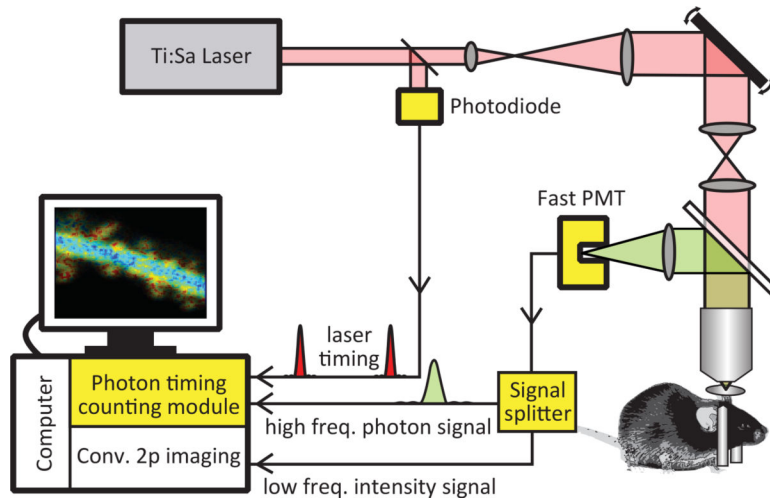 Ti:Sa Laser
Photodiode
Fast PMT
laser
timing
Computer
Photon timing
counting module
Signal
splitter
high freq. photon signal
Conv. 2p imaging
low freq. intensity signal